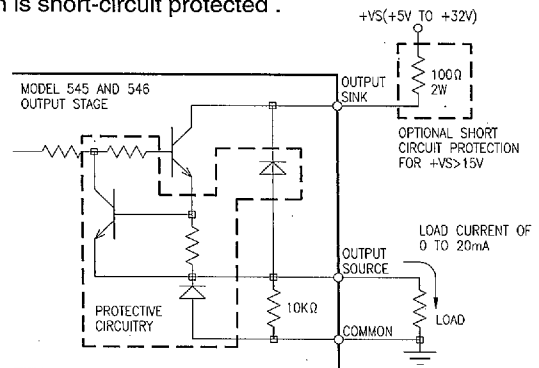 n is short-circuit protected .
+VS(+5V TO +32V)
MODEL 545 AND 546
OUTPUT STAGE
OUTPUT
SINK
100Ω
2W
OPTIONAL SHORT
CIRCUIT PROTECTION
FOR +VS>15V
LOAD CURRENT OF
0 TO 20mA
OUTPUT
SOURCE
PROTECTIVE
CIRCUITRY
10KΩ
LOAD
COMMON